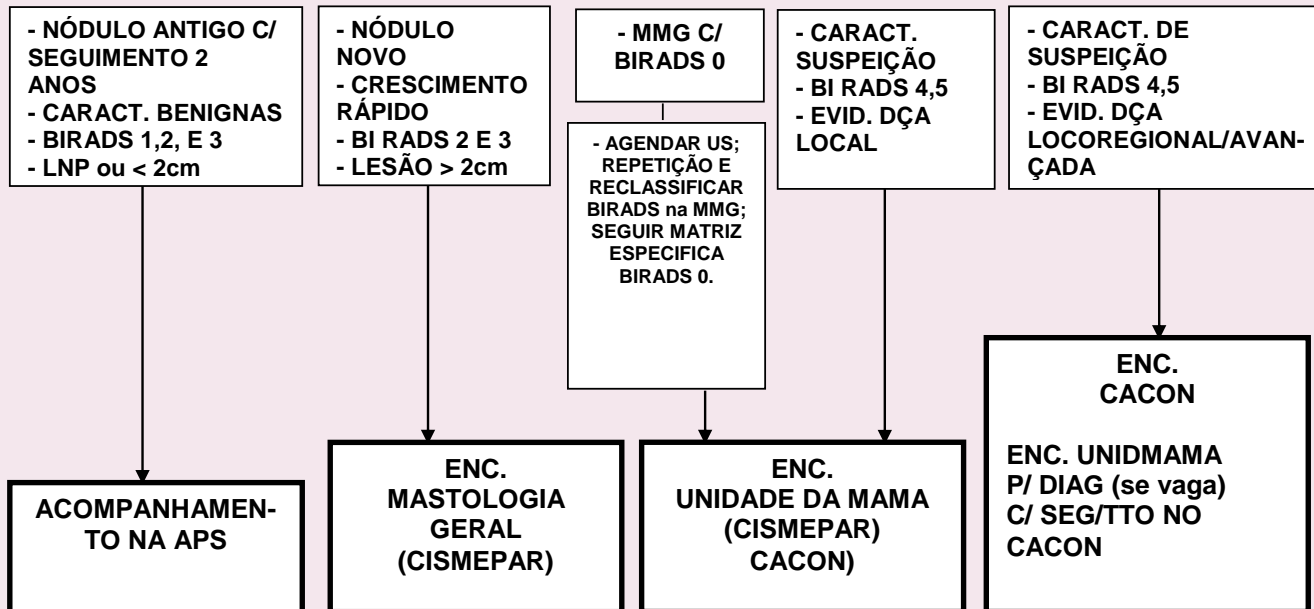 - NÓDULO ANTIGO C/
SEGUIMENTO 2
ANOS
- CARACT. BENIGNAS
- BIRADS 1,2, E 3
- LNP ou < 2cm
- NÓDULO
NOVO
- CRESCIMENTO
RÁPIDO
- BI RADS 2 E 3
- LESÃO > 2cm
- MMG C/
BIRADS 0
- AGENDAR US;
REPETIÇÃO E
RECLASSIFICAR
BIRADS na MMG;
SEGUIR MATRIZ
ESPECIFICA
BIRADS 0.
- CARACT.
SUSPEIÇÃO
- BI RADS 4,5
- EVID. DÇA
LOCAL
- CARACT. DE
SUSPEIÇÃO
- BI RADS 4,5
- EVID. DÇA
LOCOREGIONAL/AVAN-
ÇADA
ACOMPANHAMEN-
TO NA APS
ENC.
MASTOLOGIA
GERAL
(CISMEPAR)
ENC.
UNIDADE DA MAMA
(CISMEPAR)
CACON)
ENC.
CACON
ENC. UNIDMAMA
P/ DIAG (se vaga)
C/ SEG/TTO NO
CACON